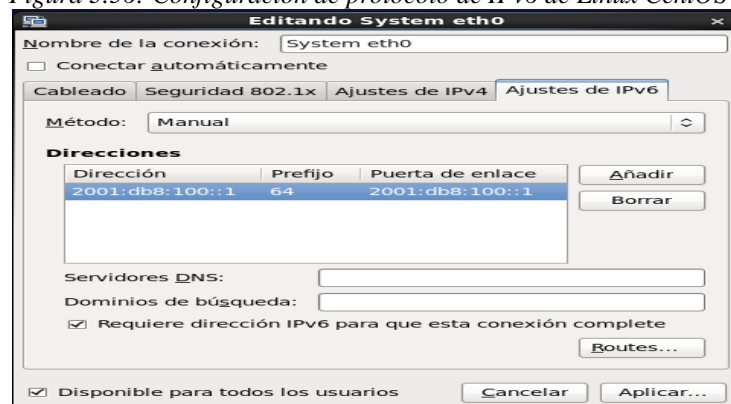 Figura 3.30: Configuración de protocolo de IPv6 de Linux CentOS
Editando System eth0
Nombre de la conexión: System eth0
Conectar automáticamente
Cableado Seguridad 802.1x Ajustes de IPv4 Ajustes de IPv6
Método: Manual
Direcciones
Dirección Prefijo Puerta de enlace Añadir
2001:db8:100::1 64 2001:db8:100::1 Borrar
Servidores DNS:
Dominios de búsqueda:
Requiere dirección IPv6 para que esta conexión complete
Routes...
Disponible para todos los usuarios Cancelar Aplicar...